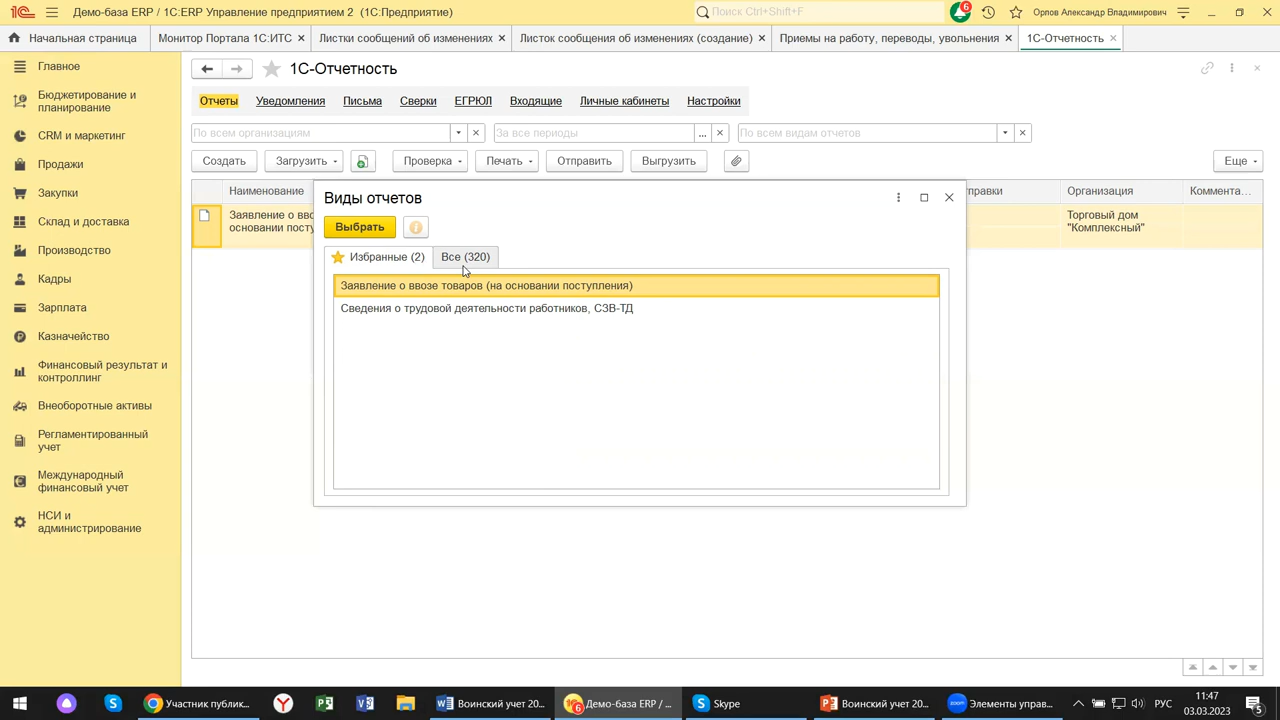 Демо-база ERP / 1С:ERP Управление предприятием 2 (1С:Предприятие)
Поиск Ctrl+Shift+F
6
Орлов Александр Владимирович
Начальная страница
Монитор Портала 1С:ИТС ×
Листки сообщений об изменениях ×
Листок сообщения об изменениях (создание) ×
Приемы на работу, переводы, увольнения ×
1С-Отчетность ×
Главное
Бюджетирование и
планирование
CRM и маркетинг
Продажи
Закупки
Склад и доставка
Производство
Кадры
Зарплата
Казначейство
Финансовый результат и
контроллинг
Внеоборотные активы
Регламентированный
учет
Международный
финансовый учет
НСИ и
администрирование
1С-Отчетность
Отчеты Уведомления Письма Сверки ЕГРЮЛ Входящие Личные кабинеты Настройки
По всем организациям
За все периоды
...
По всем видам отчетов
Создать Загрузить Проверка Печать Отправить Выгрузить Еще
Наименование
правки
Организация
Коммента...
Заявление о вво
основании посту
Торговый дом
"Комплексный"
Виды отчетов
Выбрать
Избранные (2)
Все (320)
Заявление о ввозе товаров (на основании поступления)
Сведения о трудовой деятельности работников, СЗВ-ТД
Участник публик...
Воинский учет 20...
6
Демо-база ERP / ...
Skype
Воинский учет 20...
zoom
Элементы управ...
РУС
11:47
03.03.2023
5